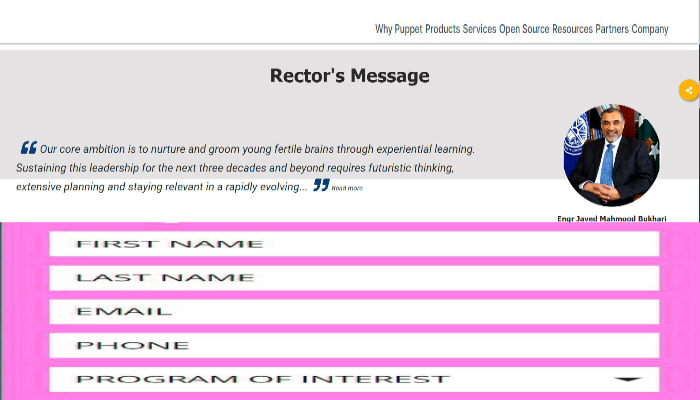 Why Puppet Products Services Open Source Resources Partners Company
Rector's Message
“ Our core ambition is to nurture and groom young fertile brains through experiential learning.
Sustaining this leadership for the next three decades and beyond requires futuristic thinking,
extensive planning and staying relevant in a rapidly evolving... ” Read more
Engr Javed Mahmood Bukhari
FIRST NAME
LAST NAME
EMAIL
PHONE
PROGRAM OF INTEREST